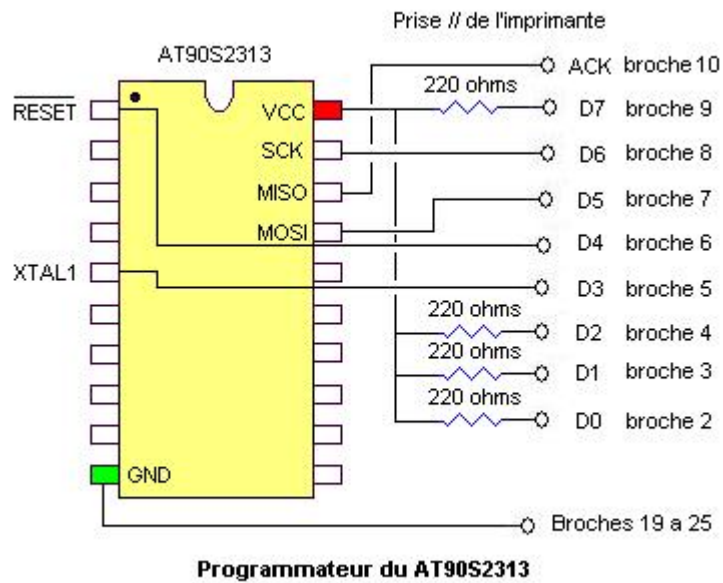 Prise // de l'imprimante
AT90S2313
ACK broche 10
220 ohms
RESET
VCC
D7 broche 9
SCK
D6 broche 8
MISO
D5 broche 7
MOSI
D4 broche 6
XTAL1
D3 broche 5
220 ohms
D2 broche 4
220 ohms
D1 broche 3
220 ohms
D0 broche 2
GND
Broches 19 a 25
Programmateur du AT90S2313